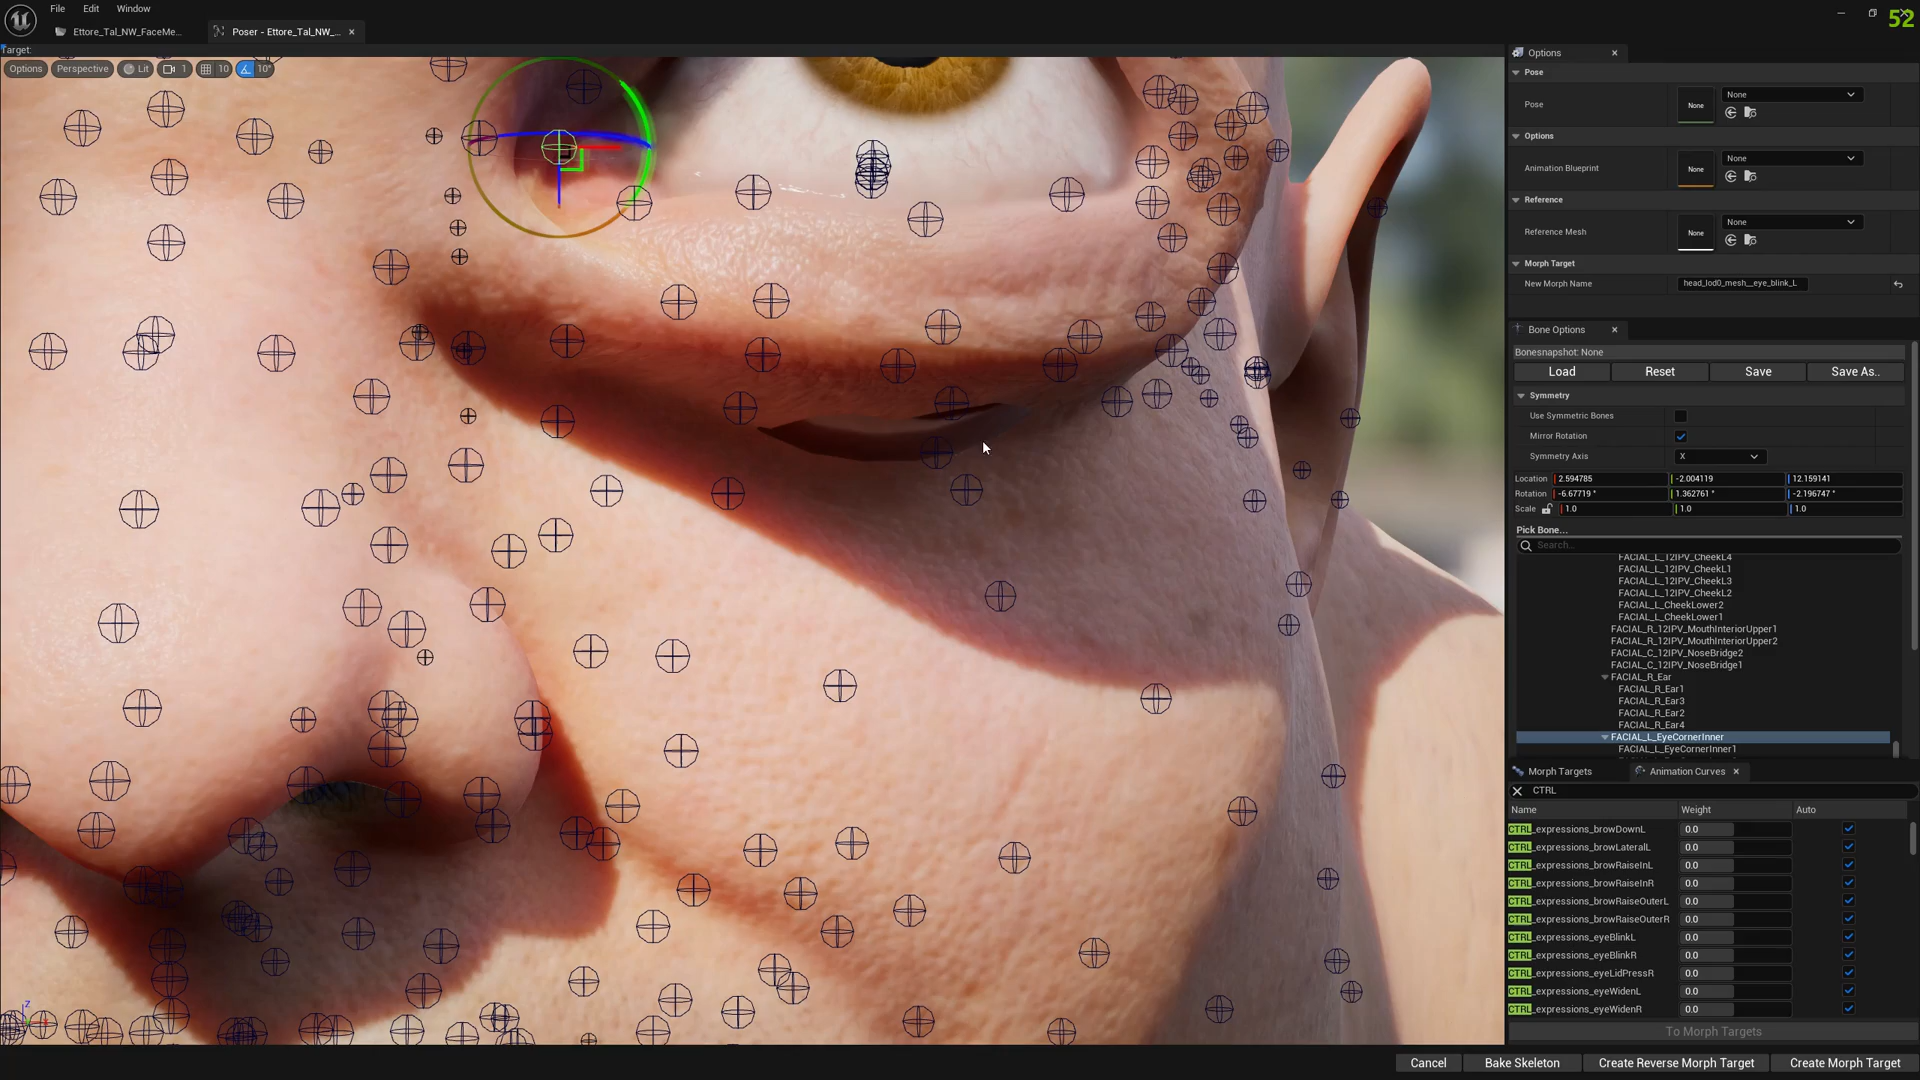 File Edit Window
52
Ettore_Tal_NW_FaceMe...
Poser - Ettore_Tal_NW_...
Target:
Options
Perspective
Lit
1
10
10°
Options
Pose
Pose
None
None
Options
Animation Blueprint
None
None
Reference
Reference Mesh
None
None
Morph Target
New Morph Name
head_lod0_mesh__eye_blink_L
Bone Options
Bonesnapshot: None
Load
Reset
Save
Save As..
Symmetry
Use Symmetric Bones
Mirror Rotation
Symmetry Axis
X
Location 2.594785 -2.004119 12.159141
Rotation -6.67719 ° 1.362761 ° -2.196747 °
Scale 1.0 1.0 1.0
Pick Bone...
Search...
FACIAL_L_12IPV_CheekL4
FACIAL_L_12IPV_CheekL1
FACIAL_L_12IPV_CheekL3
FACIAL_L_12IPV_CheekL2
FACIAL_L_CheekLower2
FACIAL_L_CheekLower1
FACIAL_R_12IPV_MouthInteriorUpper1
FACIAL_R_12IPV_MouthInteriorUpper2
FACIAL_C_12IPV_NoseBridge2
FACIAL_C_12IPV_NoseBridge1
FACIAL_R_Ear
FACIAL_R_Ear1
FACIAL_R_Ear3
FACIAL_R_Ear2
FACIAL_R_Ear4
FACIAL_L_EyeCornerInner
FACIAL_L_EyeCornerInner1
Morph Targets
Animation Curves
CTRL
Name Weight Auto
CTRL_expressions_browDownL 0.0
CTRL_expressions_browLateralL 0.0
CTRL_expressions_browRaiseInL 0.0
CTRL_expressions_browRaiseInR 0.0
CTRL_expressions_browRaiseOuterL 0.0
CTRL_expressions_browRaiseOuterR 0.0
CTRL_expressions_eyeBlinkL 0.0
CTRL_expressions_eyeBlinkR 0.0
CTRL_expressions_eyeLidPressR 0.0
CTRL_expressions_eyeWidenL 0.0
CTRL_expressions_eyeWidenR 0.0
To Morph Targets
Cancel
Bake Skeleton
Create Reverse Morph Target
Create Morph Target
Z